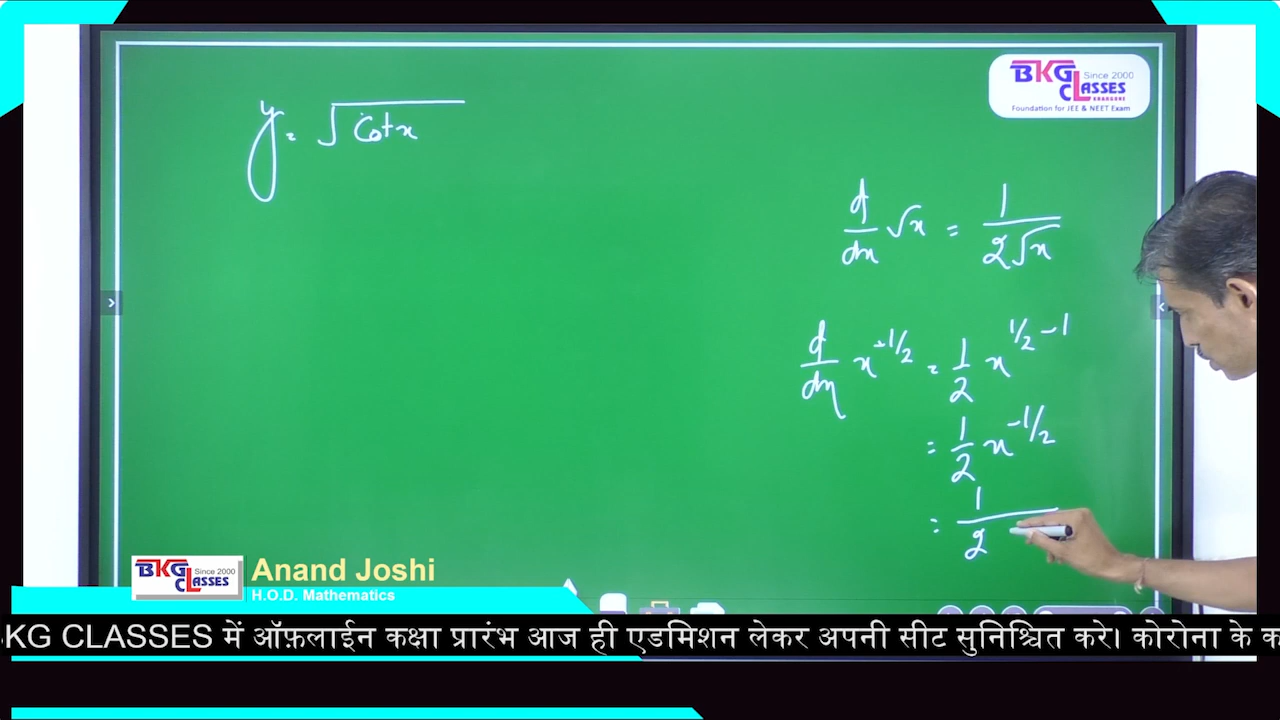 y = √cot x
BKG CLASSES KHARGONE Since 2000
Foundation for JEE & NEET Exam
d/dx √x = 1/2√x
d/dx x^+1/2 = 1/2 x^1/2-1
= 1/2 x^-1/2
= 1/2
BKG CLASSES Since 2000
Anand Joshi
H.O.D. Mathematics
KG CLASSES में ऑफ़लाईन कक्षा प्रारंभ आज ही एडमिशन लेकर अपनी सीट सुनिश्चित करे। कोरोना के क